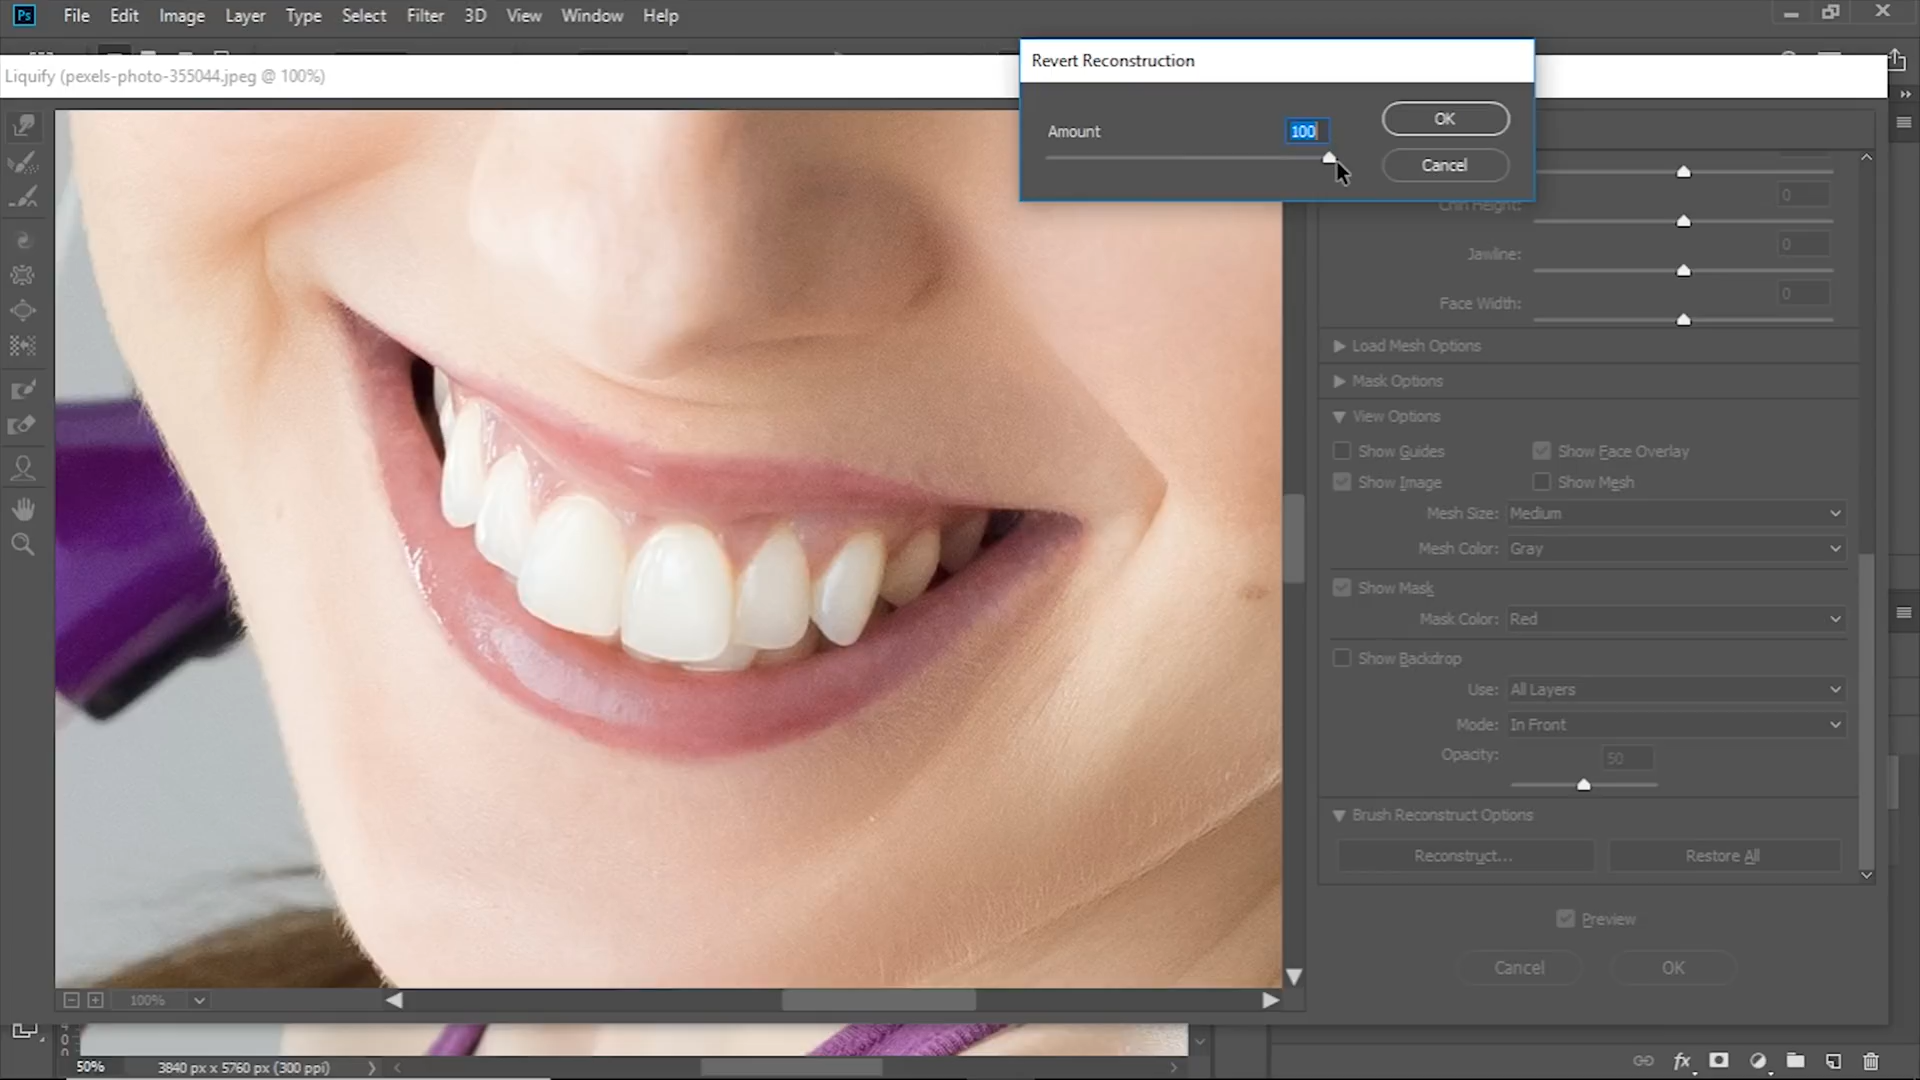 Ps File Edit Image Layer Type Select Filter 3D View Window Help
Liquify (pexels-photo-355044.jpeg @ 100%)
Revert Reconstruction
Amount 100
OK
Cancel
0
Chin Height:
0
Jawline:
0
Face Width:
Load Mesh Options
Mask Options
View Options
Show Guides Show Face Overlay
Show Image Show Mesh
Mesh Size: Medium
Mesh Color: Gray
Show Mask
Mask Color: Red
Show Backdrop
Use: All Layers
Mode: In Front
Opacity: 50
Brush Reconstruct Options
Reconstruct... Restore All
Preview
Cancel OK
100%
50% 3840 px x 5760 px (300 ppi)
fx